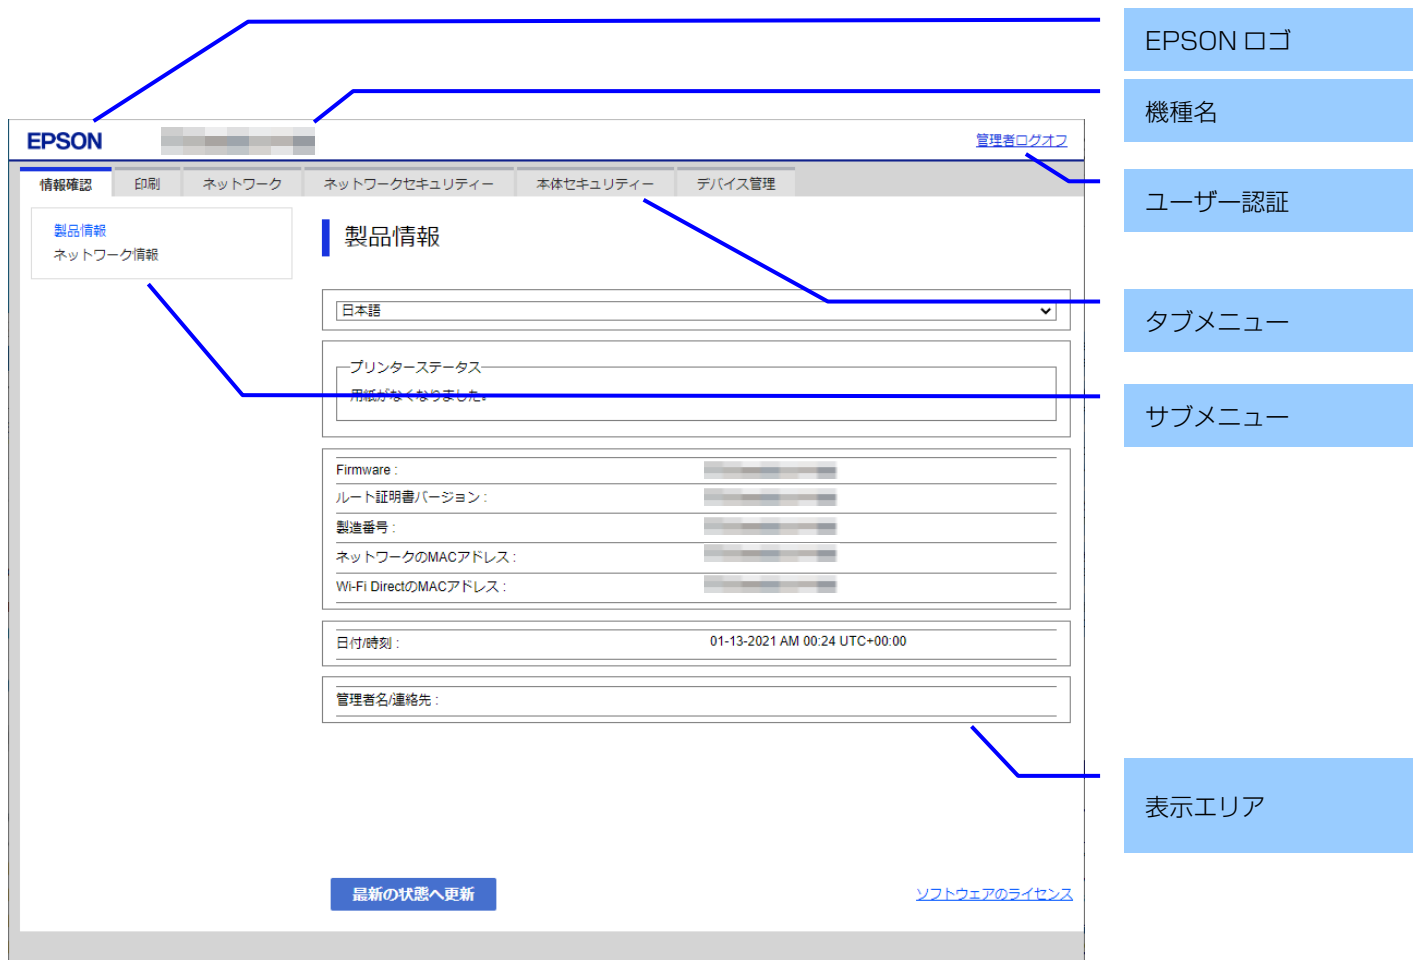 EPSON ロゴ
機種名
EPSON
管理者ログオフ
ユーザー認証
情報確認 印刷 ネットワーク ネットワークセキュリティー 本体セキュリティー デバイス管理
製品情報
ネットワーク情報
製品情報
日本語
タブメニュー
プリンターステータス
用紙がなくなりました。
サブメニュー
Firmware :
ルート証明書バージョン :
製造番号 :
ネットワークのMACアドレス :
Wi-Fi DirectのMACアドレス :
日付/時刻 : 01-13-2021 AM 00:24 UTC+00:00
管理者名/連絡先 :
表示エリア
最新の状態へ更新
ソフトウェアのライセンス